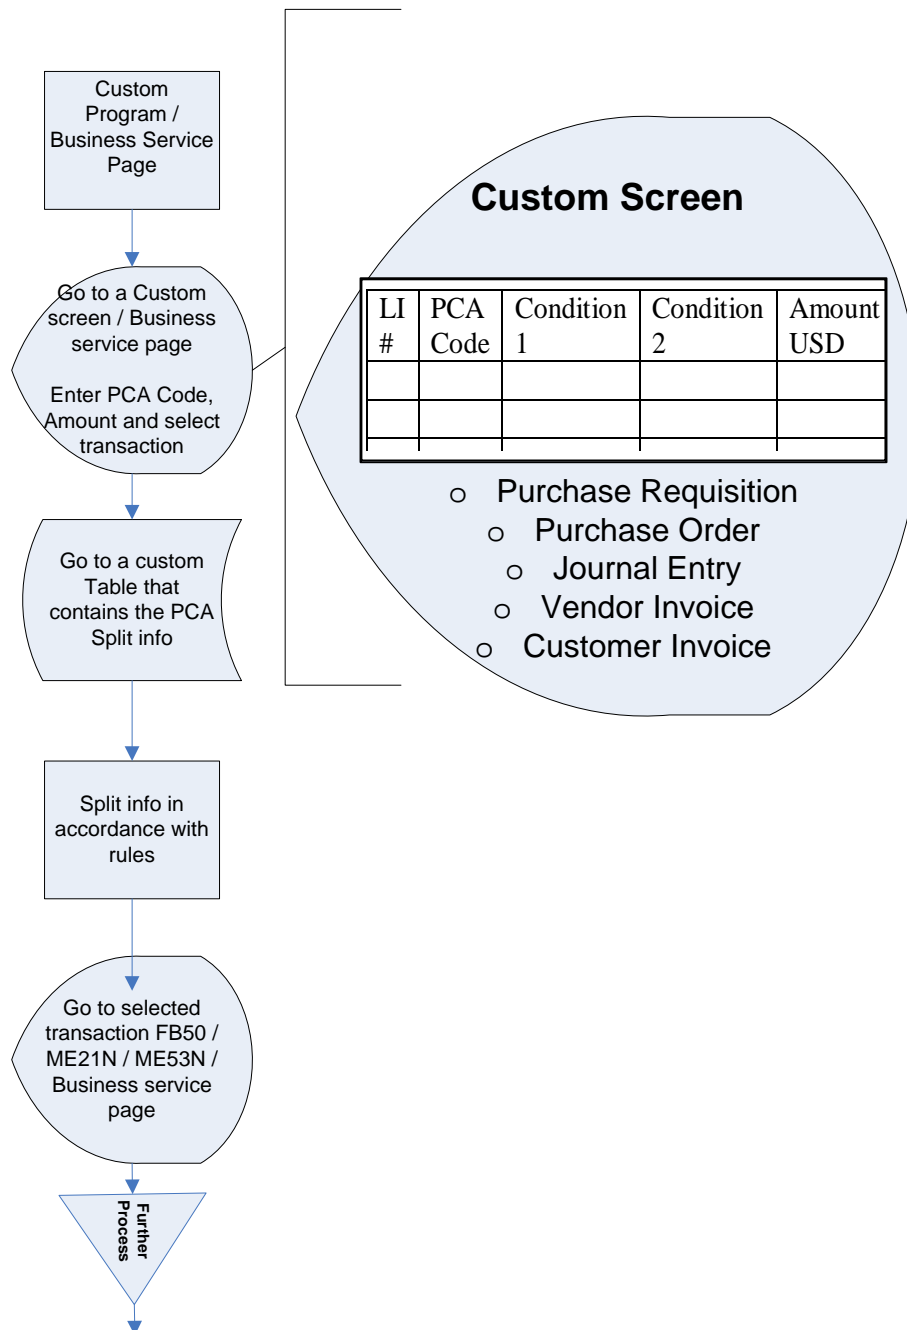 Custom
Program /
Business Service
Page
Go to a Custom
screen / Business
service page
Enter PCA Code,
Amount and select
transaction
Go to a custom
Table that
contains the PCA
Split info
Split info in
accordance with
rules
Go to selected
transaction FB50 /
ME21N / ME53N /
Business service
page
Further
Process
Custom Screen
LI PCA Condition Condition Amount
# Code 1 2 USD
o Purchase Requisition
o Purchase Order
o Journal Entry
o Vendor Invoice
o Customer Invoice